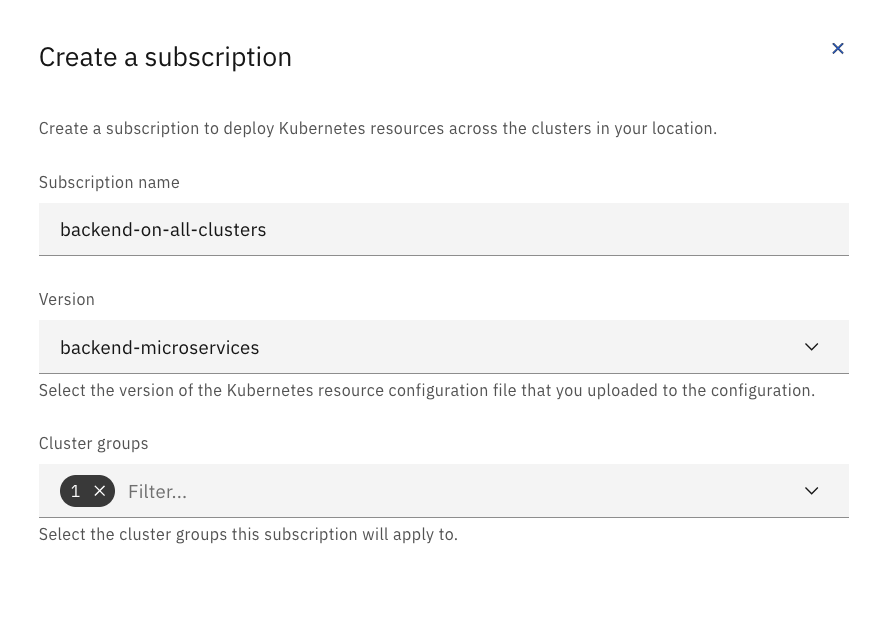 Create a subscription
Create a subscription to deploy Kubernetes resources across the clusters in your location.
Subscription name
backend-on-all-clusters
Version
backend-microservices
Select the version of the Kubernetes resource configuration file that you uploaded to the configuration.
Cluster groups
1 Filter...
Select the cluster groups this subscription will apply to.